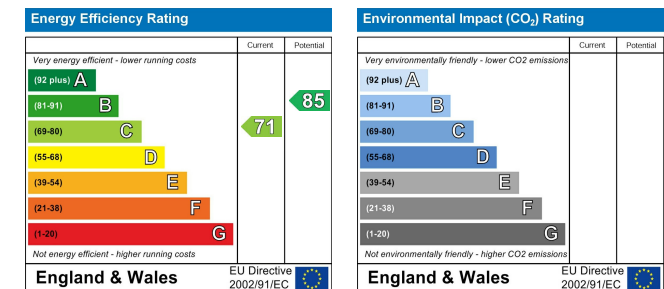 Energy Efficiency Rating
Current Potential
Very energy efficient - lower running costs
(92 plus) A
(81-91) B
(69-80) C
(55-68) D
(39-54) E
(21-38) F
(1-20) G
71
85
Not energy efficient - higher running costs
England & Wales
EU Directive
2002/91/EC
Environmental Impact (CO₂) Rating
Current Potential
Very environmentally friendly - lower CO2 emissions
(92 plus) A
(81-91) B
(69-80) C
(55-68) D
(39-54) E
(21-38) F
(1-20) G
Not environmentally friendly - higher CO2 emissions
England & Wales
EU Directive
2002/91/EC